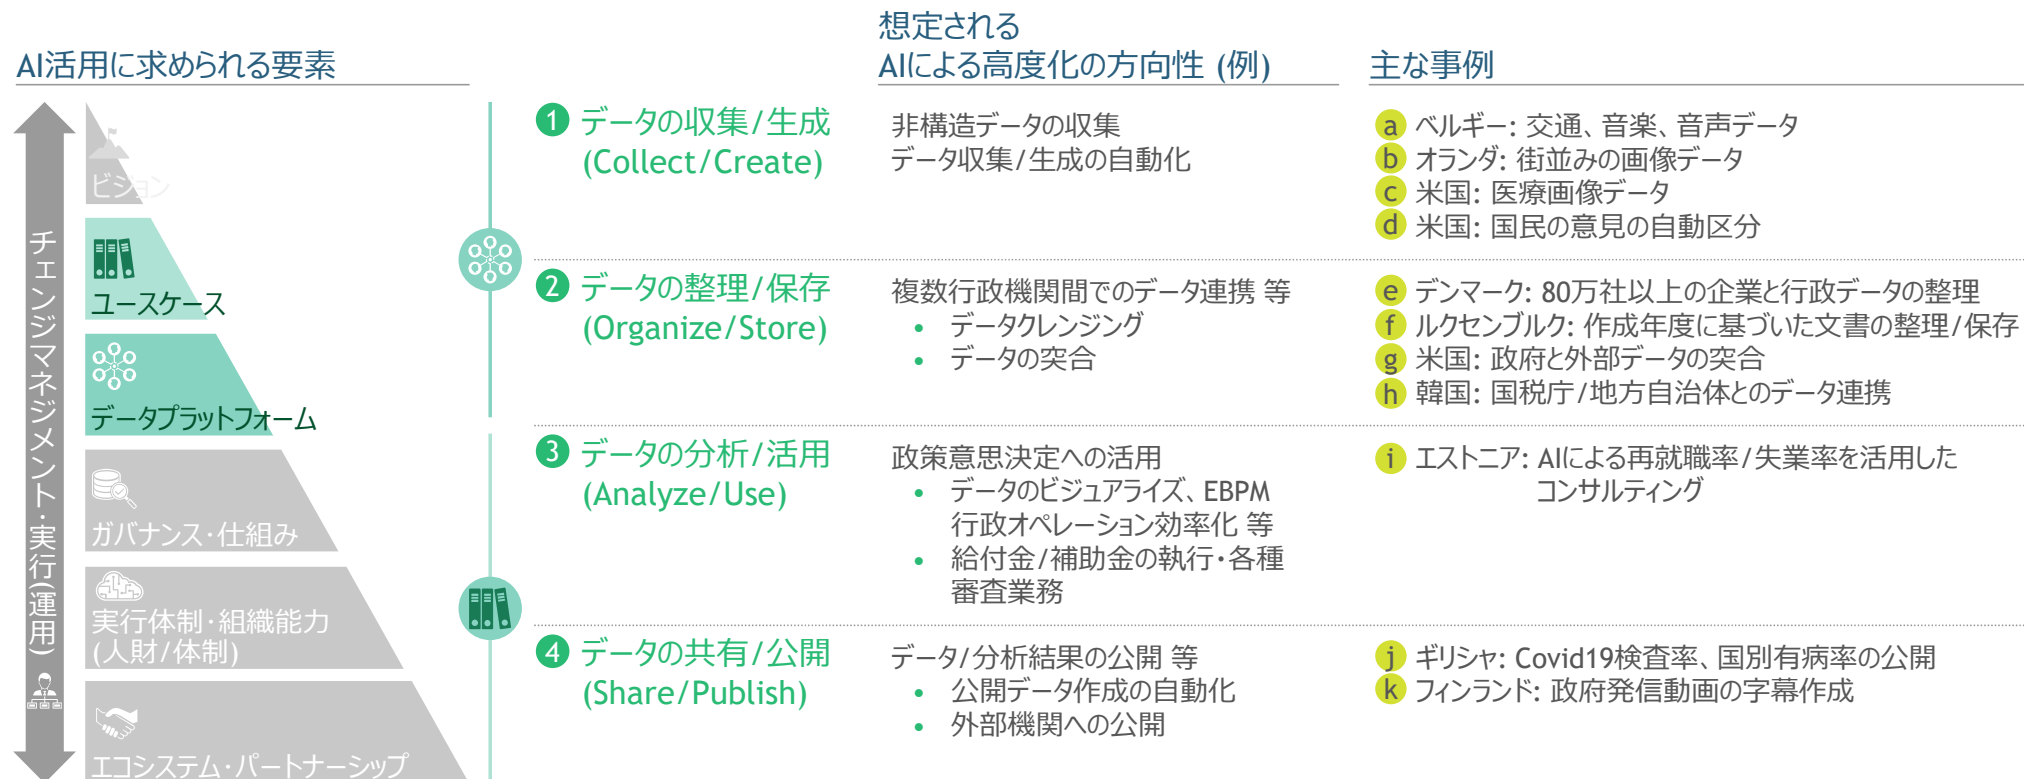 AI活用に求められる要素
想定される
AIによる高度化の方向性 (例)
主な事例
チェンジマネジメント・実行(運用)
ビジョン
ユースケース
データプラットフォーム
ガバナンス・仕組み
実行体制・組織能力
(人財/体制)
エコシステム・パートナーシップ
1 データの収集/生成
(Collect/Create)
非構造データの収集
データ収集/生成の自動化
a ベルギー: 交通、音楽、音声データ
b オランダ: 街並みの画像データ
c 米国: 医療画像データ
d 米国: 国民の意見の自動区分
2 データの整理/保存
(Organize/Store)
複数行政機関間でのデータ連携 等
• データクレンジング
• データの突合
e デンマーク: 80万社以上の企業と行政データの整理
f ルクセンブルク: 作成年度に基づいた文書の整理/保存
g 米国: 政府と外部データの突合
h 韓国: 国税庁/地方自治体とのデータ連携
3 データの分析/活用
(Analyze/Use)
政策意思決定への活用
• データのビジュアライズ、EBPM
行政オペレーション効率化 等
• 給付金/補助金の執行・各種
審査業務
i エストニア: AIによる再就職率/失業率を活用した
コンサルティング
4 データの共有/公開
(Share/Publish)
データ/分析結果の公開 等
• 公開データ作成の自動化
• 外部機関への公開
j ギリシャ: Covid19検査率、国別有病率の公開
k フィンランド: 政府発信動画の字幕作成